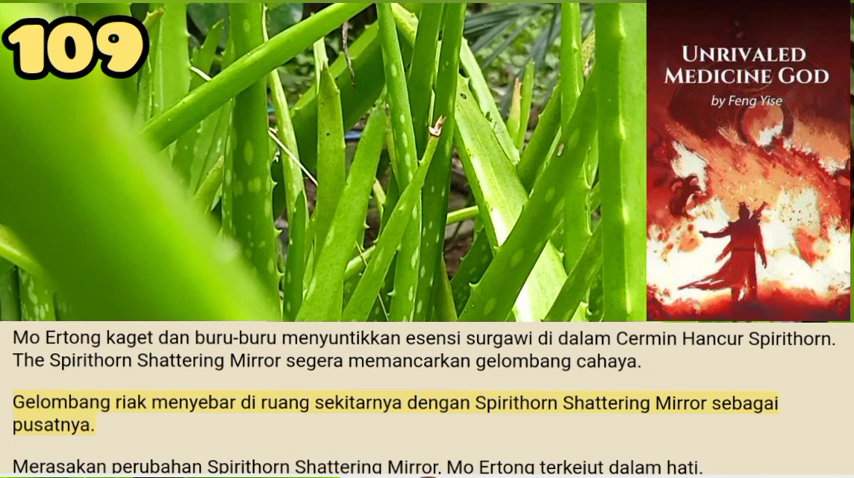 109
UNRIVALED
MEDICINE GOD
by Feng Yise
Mo Ertong kaget dan buru-buru menyuntikkan esensi surgawi di dalam Cermin Hancur Spirithorn.
The Spirithorn Shattering Mirror segera memancarkan gelombang cahaya.
Gelombang riak menyebar di ruang sekitarnya dengan Spirithorn Shattering Mirror sebagai
pusatnya.
Merasakan perubahan Spirithorn Shattering Mirror, Mo Ertong terkejut dalam hati.